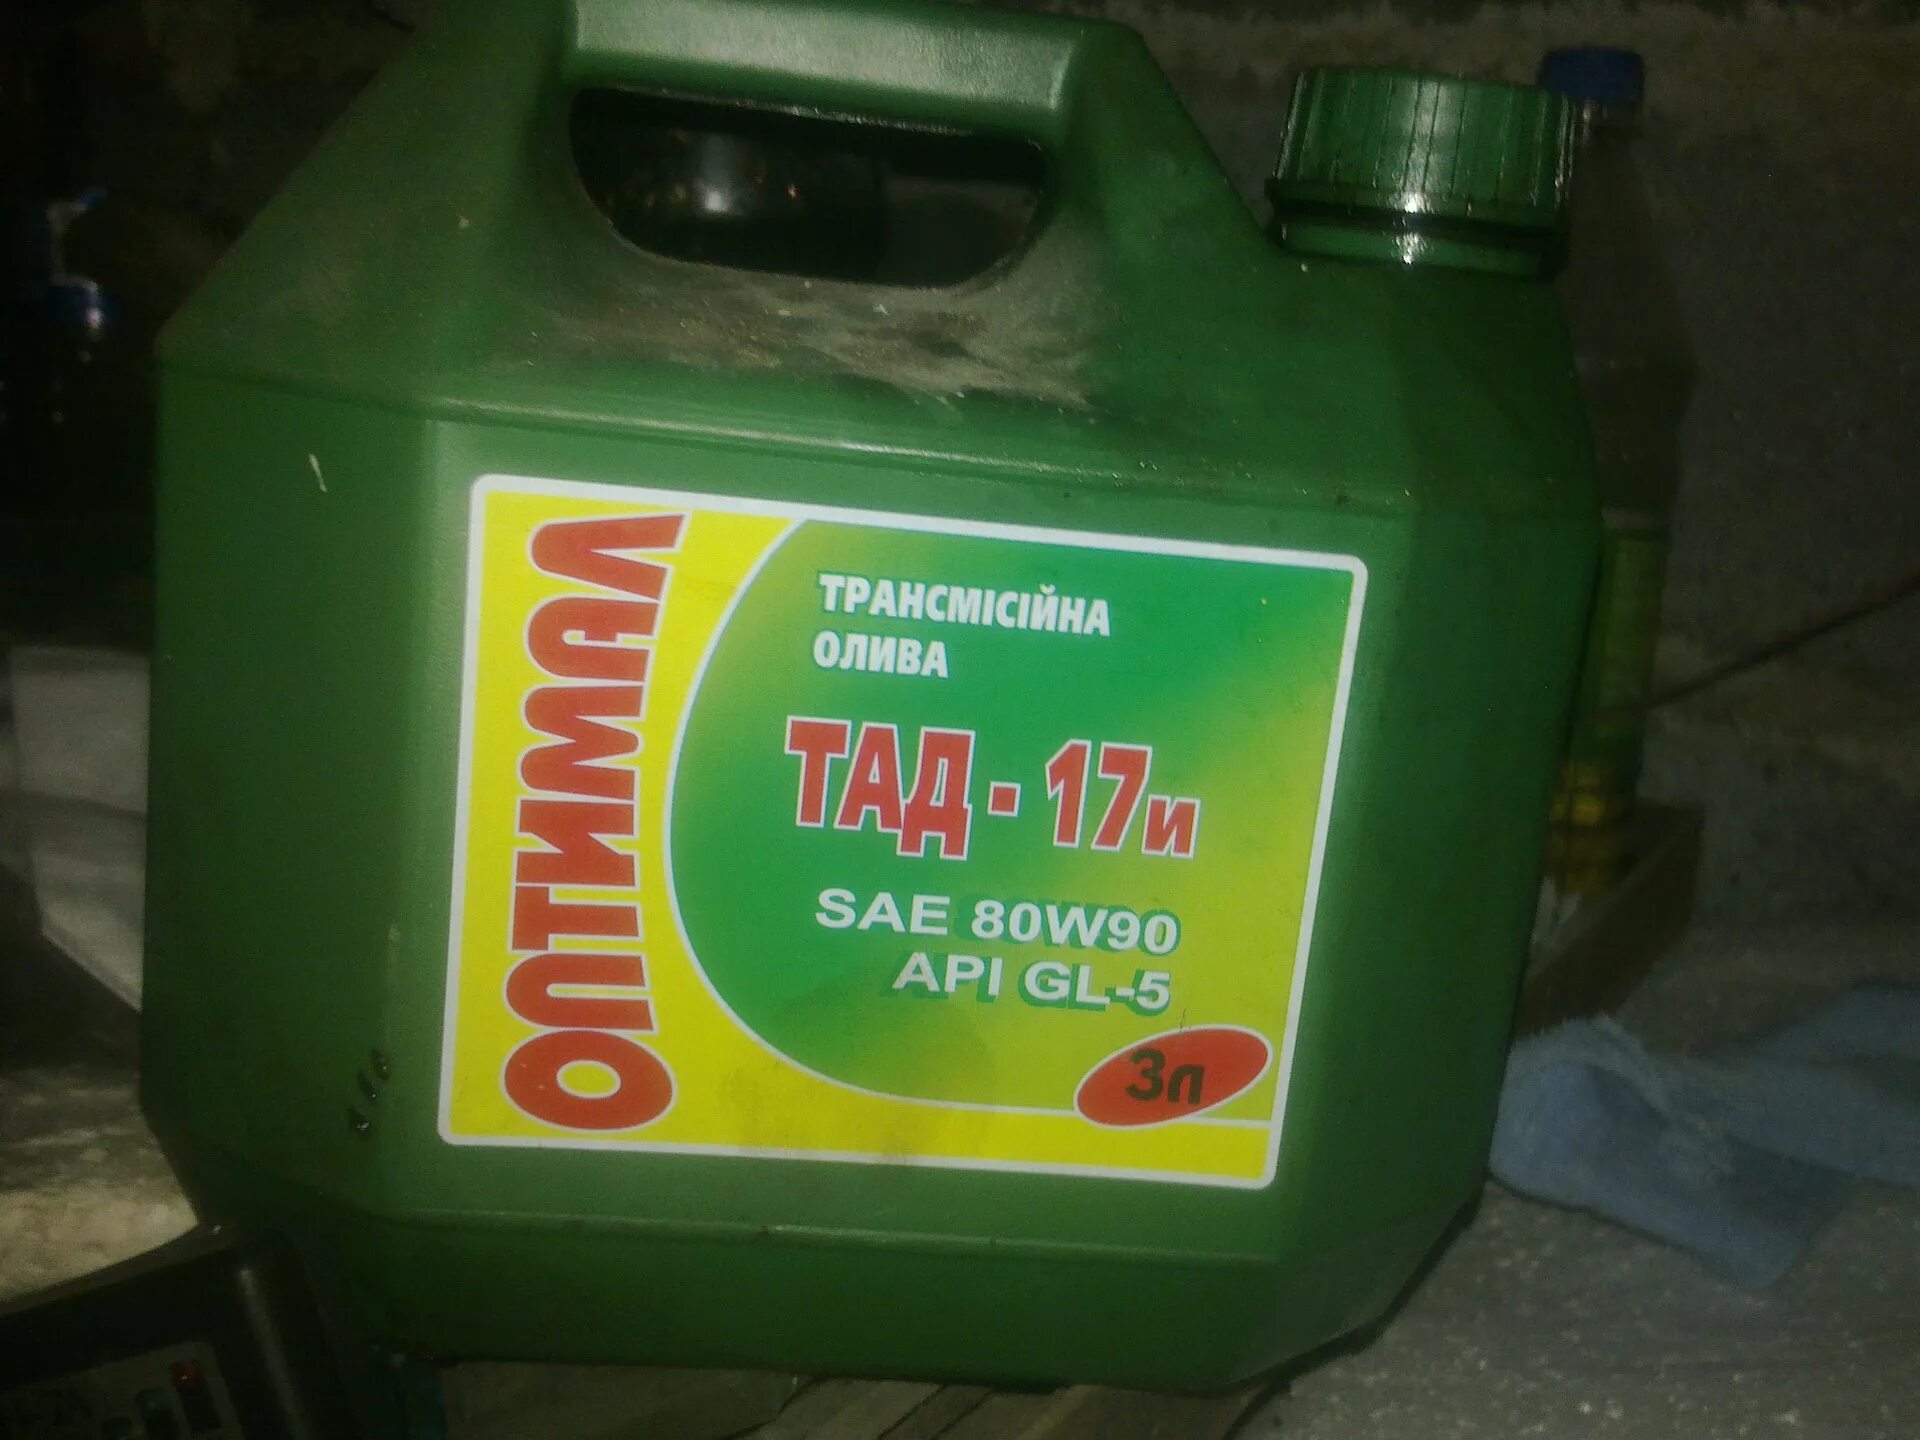 ОПТИМАЛ
ТРАНСМІСІЙНА
ОЛИВА
ТАД - 17и
SAE 80W90
API GL-5
3л